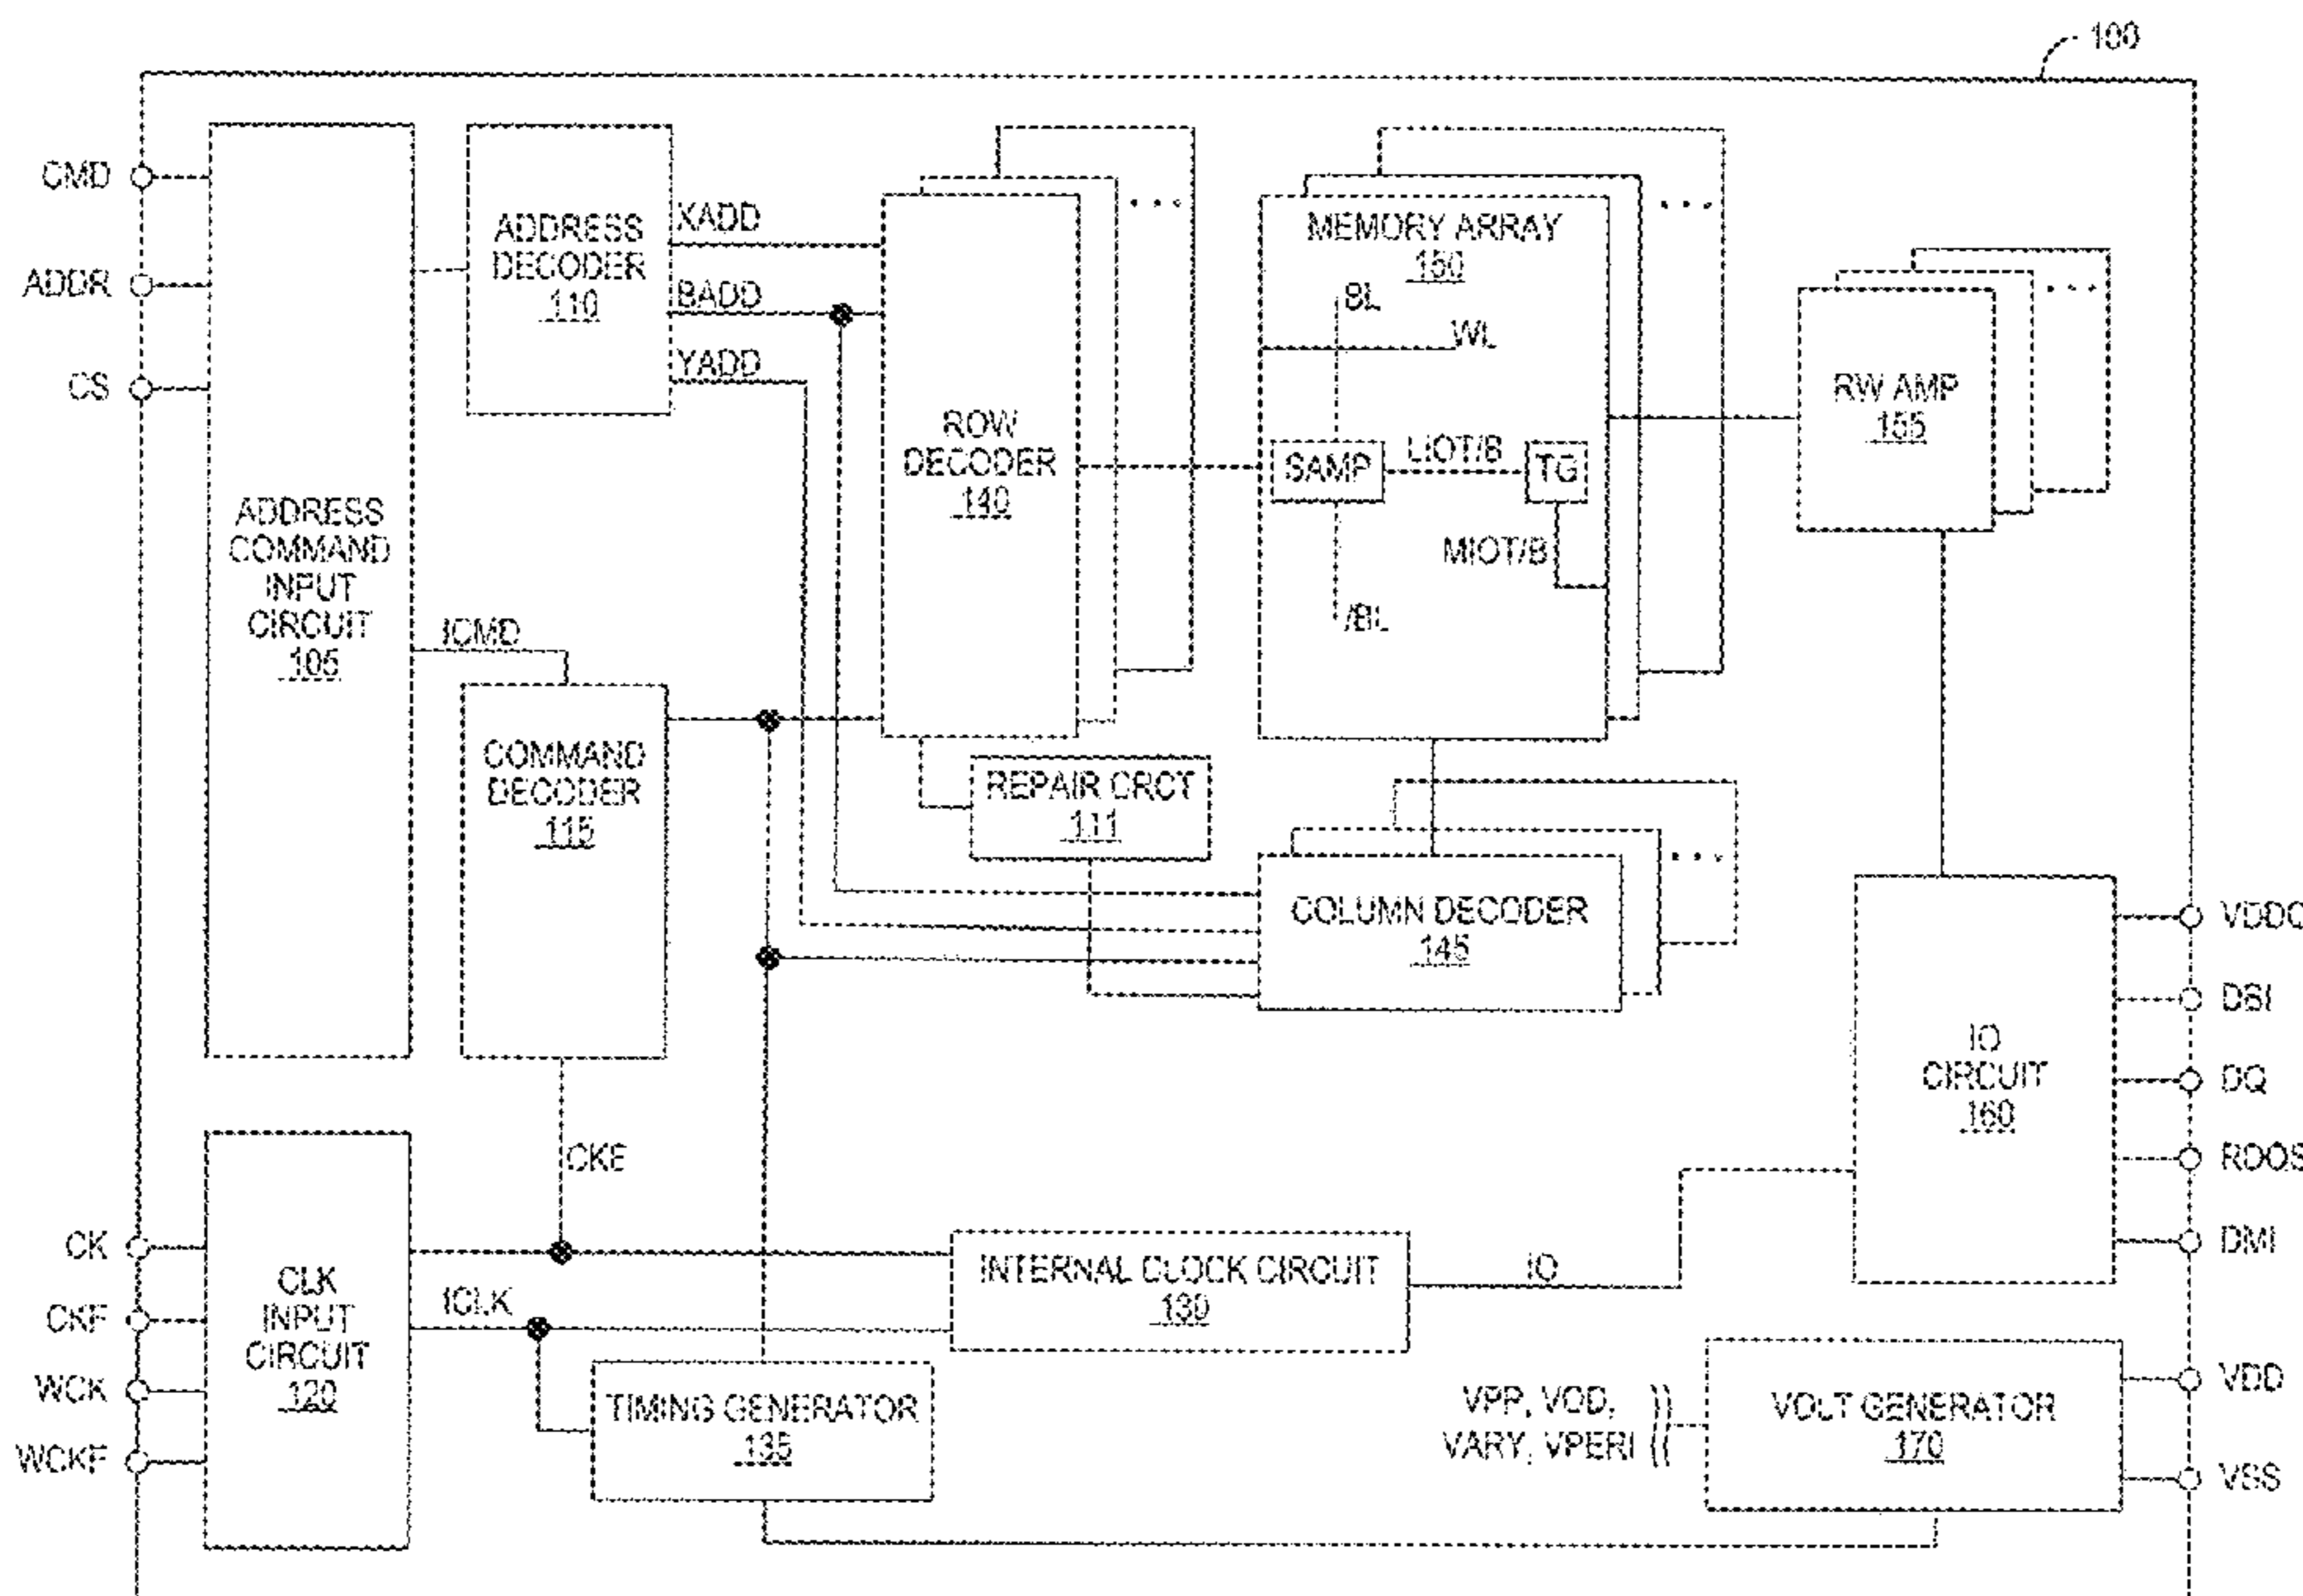 100
CMD
ADDR
CS
ADDRESS
COMMAND
INPUT
CIRCUIT
105
ADDRESS
DECODER
110
XADD
BADD
YADD
ROW
DECODER
140
...
MEMORY ARRAY
150
BL
WL
SAMP
LIOT/B
TG
MIOT/B
/BL
...
RW AMP
155
...
ICMD
COMMAND
DECODER
115
REPAIR CRCT
111
COLUMN DECODER
145
...
IO
CIRCUIT
160
VDDQ
DSI
DQ
RDQS
DMI
CKE
CK
CKF
WCK
WCKF
CLK
INPUT
CIRCUIT
120
ICLK
INTERNAL CLOCK CIRCUIT
130
IO
TIMING GENERATOR
135
VPP, VOD,
VARY, VPERI
VOLT GENERATOR
170
VDD
VSS